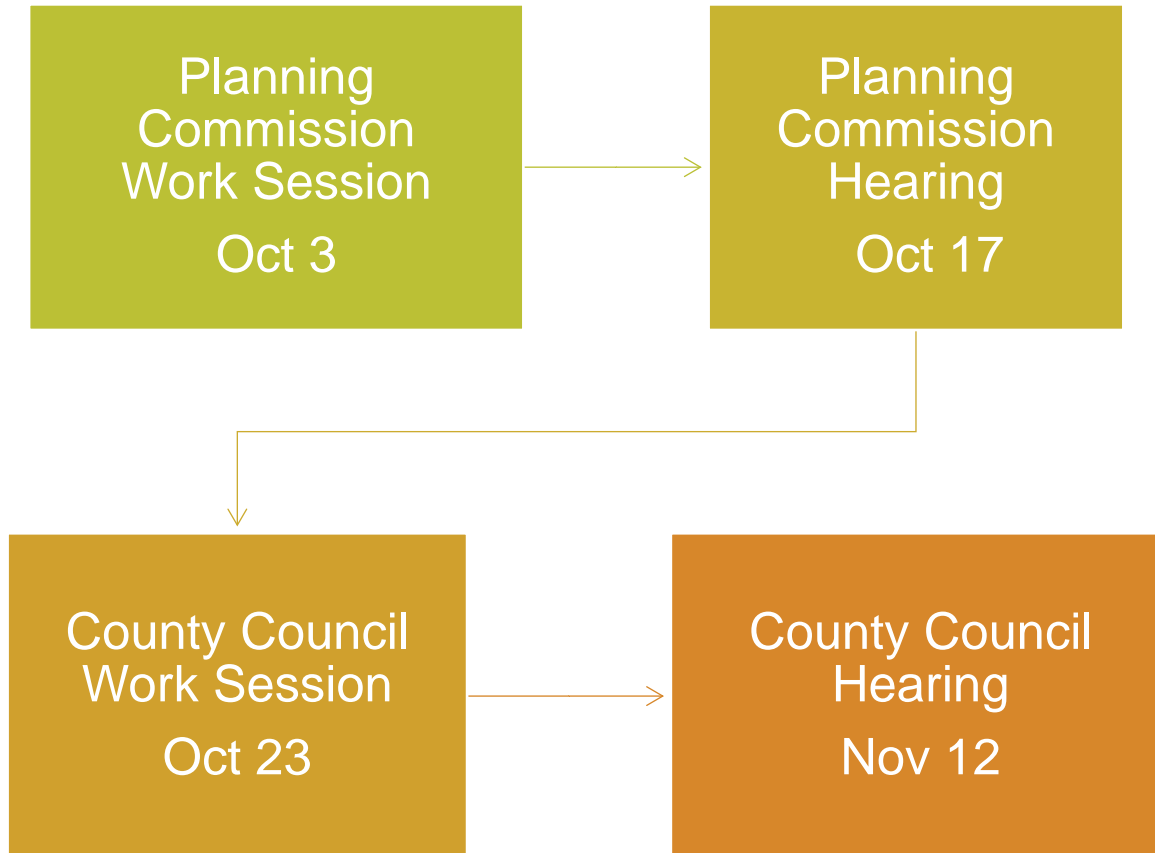 Planning
Commission
Work Session
Oct 3
Planning
Commission
Hearing
Oct 17
County Council
Work Session
Oct 23
County Council
Hearing
Nov 12